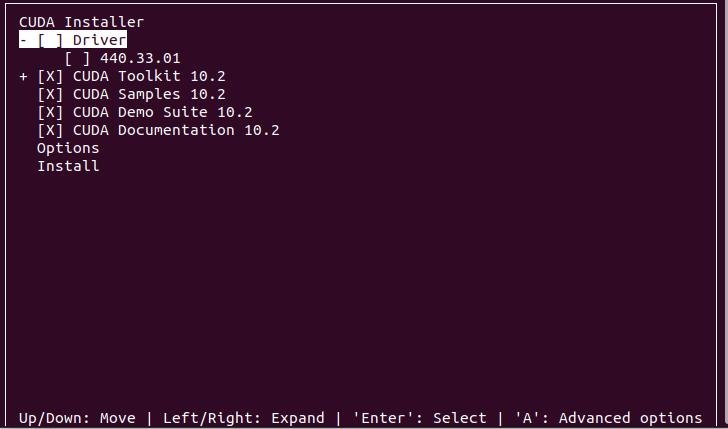 CUDA Installer
- [ ] Driver
[ ] 440.33.01
+ [X] CUDA Toolkit 10.2
[X] CUDA Samples 10.2
[X] CUDA Demo Suite 10.2
[X] CUDA Documentation 10.2
Options
Install
Up/Down: Move | Left/Right: Expand | 'Enter': Select | 'A': Advanced options